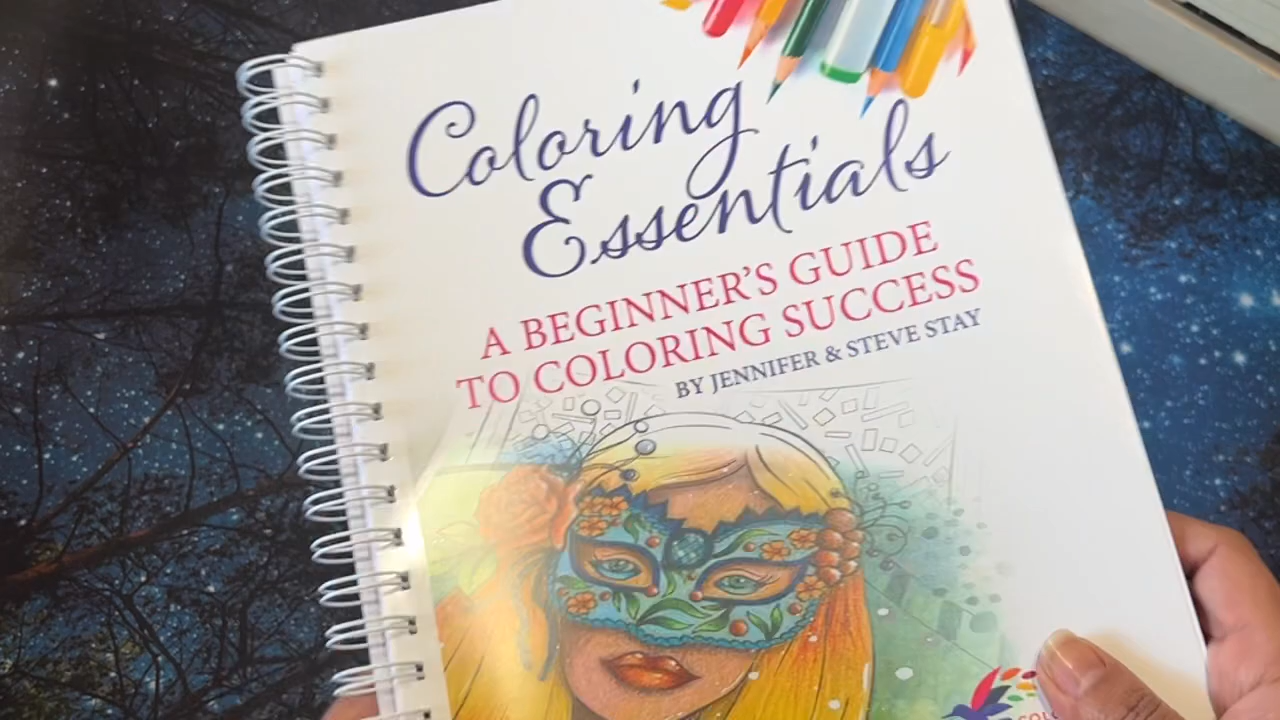 Coloring
Essentials
A BEGINNER'S GUIDE
TO COLORING SUCCESS
BY JENNIFER & STEVE STAY